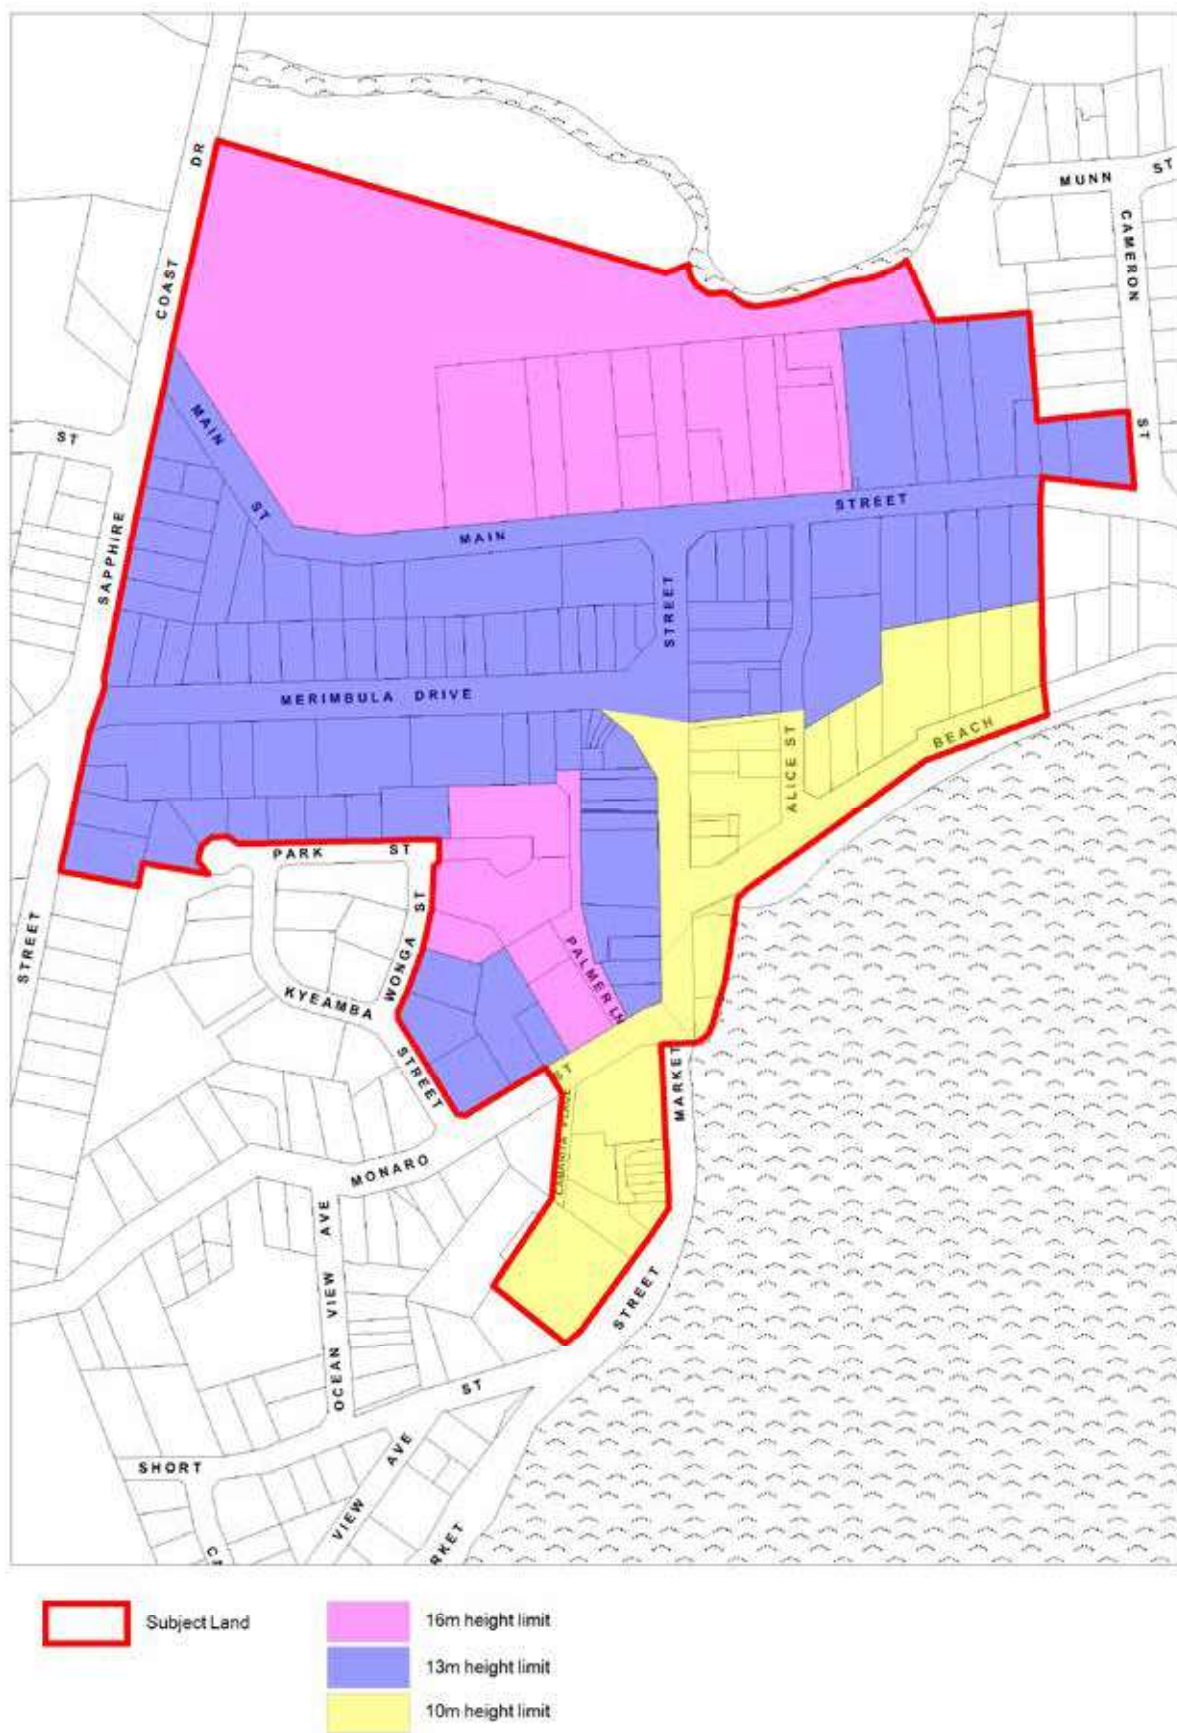 DR
COAST
MUNN ST
CAMERON
ST
MAIN
ST
ST
SAPPHIRE
MAIN
STREET
STREET
MERIMBULA DRIVE
BEACH
ALICE ST
PARK ST
WONGA ST
PALMER LN
KYEAMBA
STREET
STREET
ST
MARKET
MONARO
OCEAN VIEW AVE
STREET
ST
SHORT
VIEW AVE
RKET
Subject Land
16m height limit
13m height limit
10m height limit